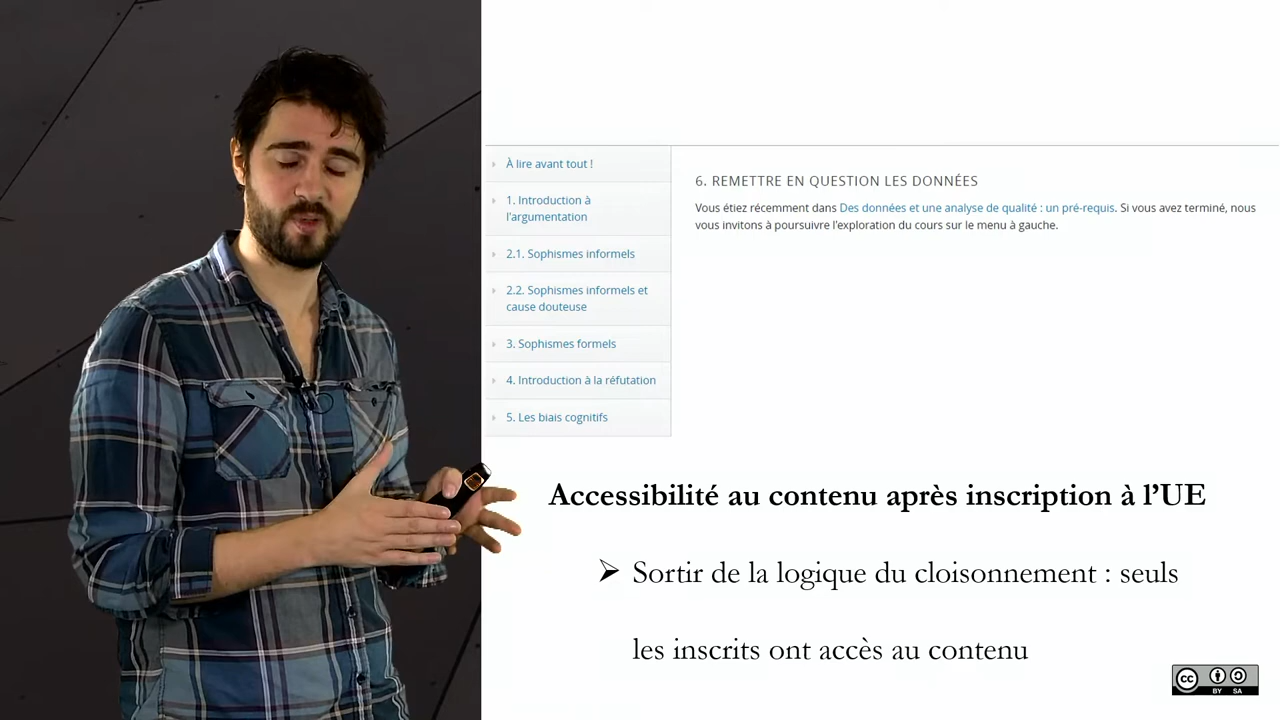 À lire avant tout !
1. Introduction à
l'argumentation
2.1. Sophismes informels
2.2. Sophismes informels et
cause douteuse
3. Sophismes formels
4. Introduction à la réfutation
5. Les biais cognitifs
6. REMETTRE EN QUESTION LES DONNÉES
Vous étiez récemment dans Des données et une analyse de qualité : un pré-requis. Si vous avez terminé, nous
vous invitons à poursuivre l'exploration du cours sur le menu à gauche.
Accessibilité au contenu après inscription à l’UE
➢ Sortir de la logique du cloisonnement : seuls
les inscrits ont accès au contenu
cc
BY SA